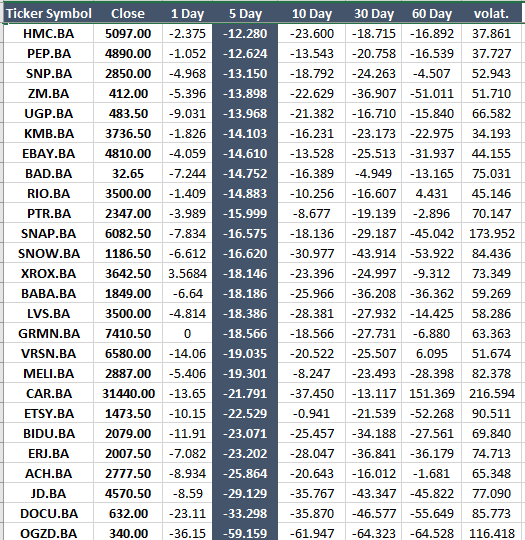 Ticker Symbol Close 1 Day 5 Day 10 Day 30 Day 60 Day volat.
HMC.BA 5097.00 -2.375 -12.280 -23.600 -18.715 -16.892 37.861
PEP.BA 4890.00 -1.052 -12.624 -13.543 -20.758 -16.539 37.727
SNP.BA 2850.00 -4.968 -13.150 -18.792 -24.263 -4.507 52.943
ZM.BA 412.00 -5.396 -13.898 -22.629 -36.907 -51.011 51.710
UGP.BA 483.50 -9.031 -13.968 -21.382 -16.710 -15.840 66.582
KMB.BA 3736.50 -1.826 -14.103 -16.231 -23.173 -22.975 34.193
EBAY.BA 4810.00 -4.059 -14.610 -13.528 -25.513 -31.937 44.155
BAD.BA 32.65 -7.244 -14.752 -16.389 -4.949 -13.165 75.031
RIO.BA 3500.00 -1.409 -14.883 -10.256 -16.607 4.431 45.146
PTR.BA 2347.00 -3.989 -15.999 -8.677 -19.139 -2.896 70.147
SNAP.BA 6082.50 -7.834 -16.575 -18.136 -29.187 -45.042 173.952
SNOW.BA 1186.50 -6.612 -16.620 -30.977 -43.914 -53.922 84.436
XROX.BA 3642.50 3.5684 -18.146 -23.396 -24.997 -9.312 73.349
BABA.BA 1849.00 -6.64 -18.186 -25.966 -36.208 -36.362 59.269
LVS.BA 3500.00 -4.814 -18.386 -28.381 -27.932 -14.425 58.286
GRMN.BA 7410.50 0 -18.566 -18.566 -27.731 -6.880 63.363
VRSN.BA 6580.00 -14.06 -19.035 -20.522 -25.507 6.095 51.674
MELI.BA 2887.00 -5.406 -19.301 -8.247 -23.493 -28.398 82.378
CAR.BA 31440.00 -13.65 -21.791 -37.450 -13.117 151.369 216.594
ETSY.BA 1473.50 -10.15 -22.529 -0.941 -21.539 -52.268 90.511
BIDU.BA 2079.00 -11.91 -23.071 -25.457 -34.188 -27.561 69.840
ERJ.BA 2007.50 -7.082 -23.202 -28.047 -36.841 -36.179 74.713
ACH.BA 2777.50 -8.934 -25.864 -20.643 -16.012 -1.681 65.348
JD.BA 4570.50 -8.59 -29.129 -35.767 -43.347 -45.822 77.090
DOCU.BA 632.00 -23.11 -33.298 -35.870 -46.577 -55.649 85.773
OGZD.BA 340.00 -36.15 -59.159 -61.947 -64.323 -64.528 116.418